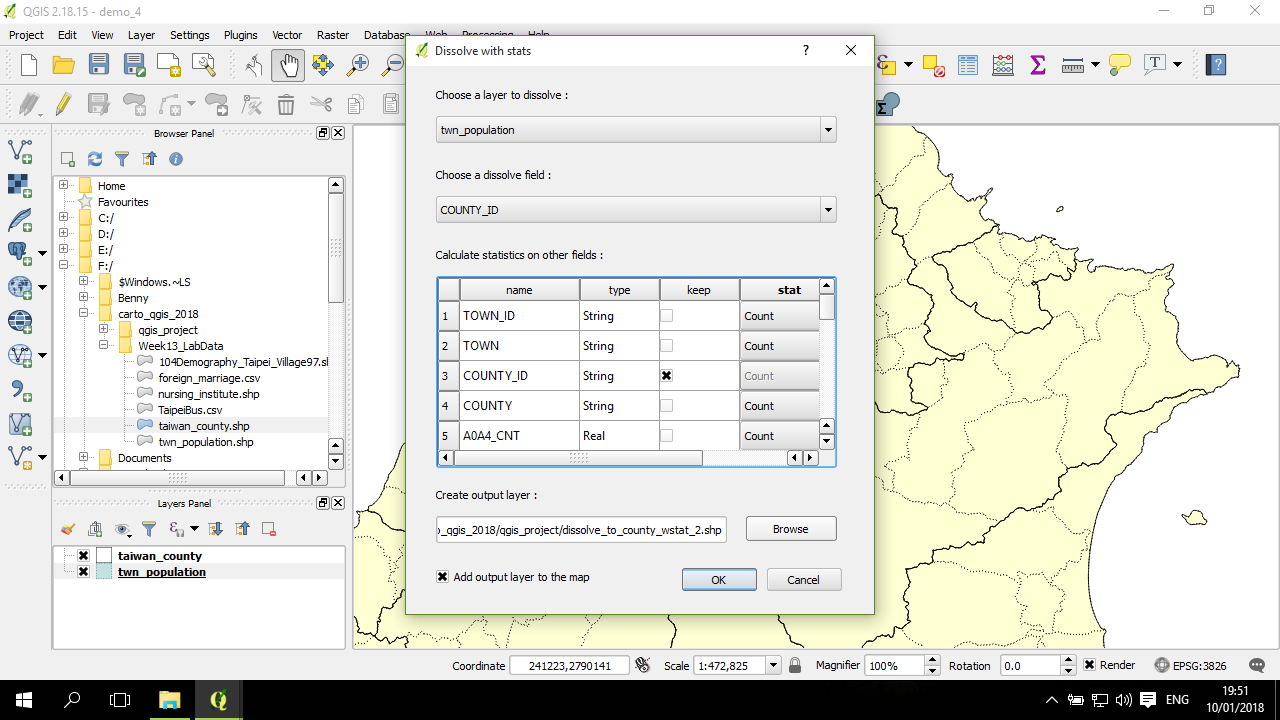 QGIS 2.18.15 - demo_4
Project Edit View Layer Settings Plugins Vector Raster Database
Dissolve with stats
?
Choose a layer to dissolve :
twn_population
Choose a dissolve field :
COUNTY_ID
Calculate statistics on other fields :
name type keep stat
1 TOWN_ID String Count
2 TOWN String Count
3 COUNTY_ID String Count
4 COUNTY String Count
5 A0A4_CNT Real Count
Create output layer :
_qgis_2018/qgis_project/dissolve_to_county_wstat_2.shp
Browse
Add output layer to the map
OK
Cancel
Browser Panel
Home
Favourites
C:/
D:/
E:/
F:/
$Windows.~LS
Benny
carto_qgis_2018
qgis_project
Week13_LabData
104Demography_Taipei_Village97.sl
foreign_marriage.csv
nursing_institute.shp
TaipeiBus.csv
taiwan_county.shp
twn_population.shp
Documents
Layers Panel
taiwan_county
twn_population
Coordinate 241223,2790141 Scale 1:472,825 Magnifier 100% Rotation 0.0 Render EPSG:3826
ENG
19:51
10/01/2018